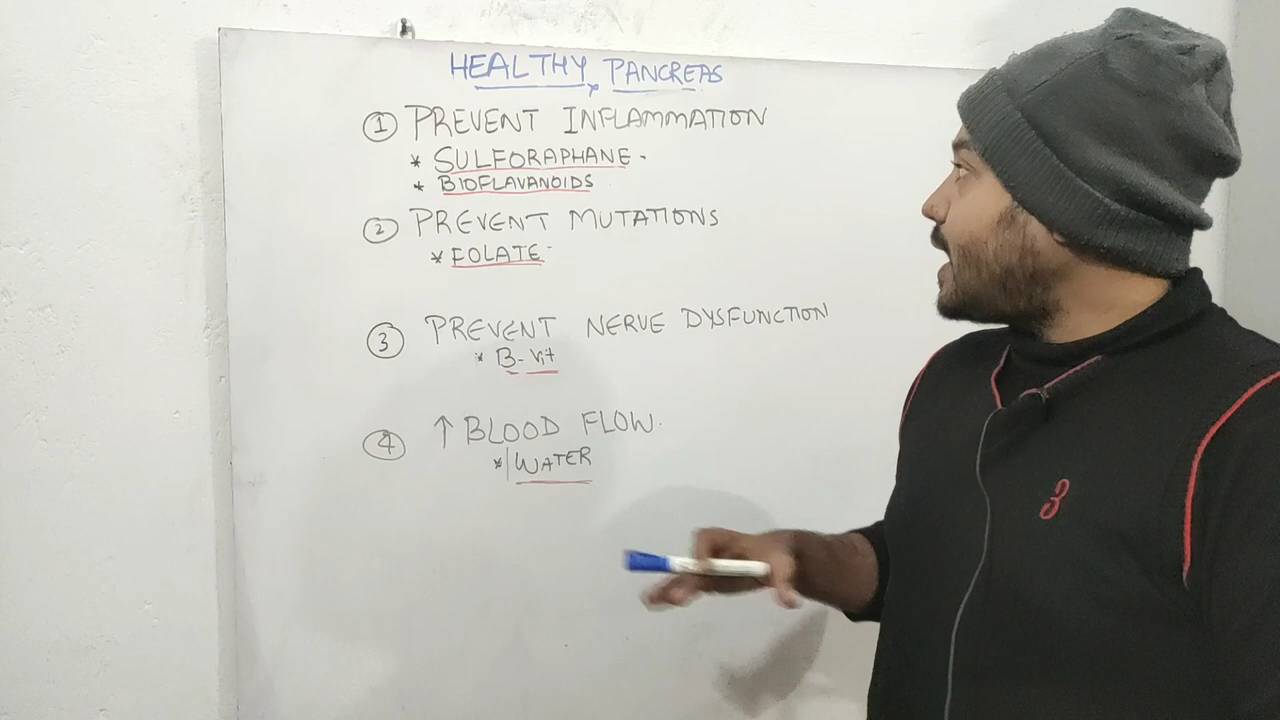 HEALTHY PANCREAS
① PREVENT INFLAMMATION
* SULFORAPHANE -
* BIOFLAVANOIDS
② PREVENT MUTATIONS
* FOLATE -
③ PREVENT NERVE DYSFUNCTION
* B-Vit
④ ↑ BLOOD FLOW.
* WATER